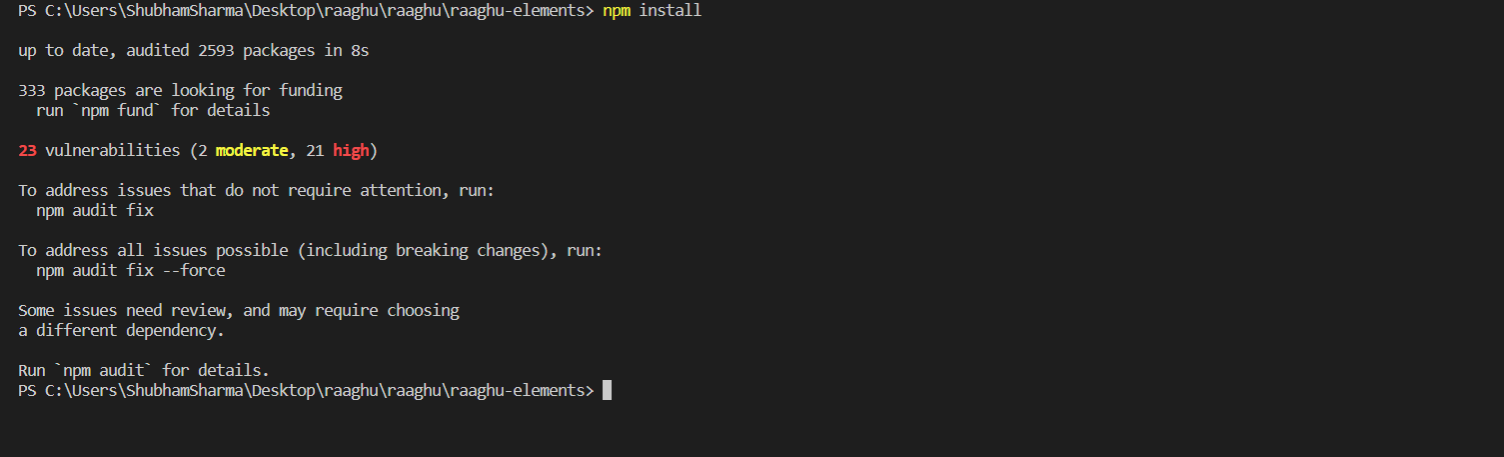 PS C:\Users\ShubhamSharma\Desktop\raaghu\raaghu\raaghu-elements> npm install
up to date, audited 2593 packages in 8s
333 packages are looking for funding
  run `npm fund` for details
23 vulnerabilities (2 moderate, 21 high)
To address issues that do not require attention, run:
  npm audit fix
To address all issues possible (including breaking changes), run:
  npm audit fix --force
Some issues need review, and may require choosing
a different dependency.
Run `npm audit` for details.
PS C:\Users\ShubhamSharma\Desktop\raaghu\raaghu\raaghu-elements>